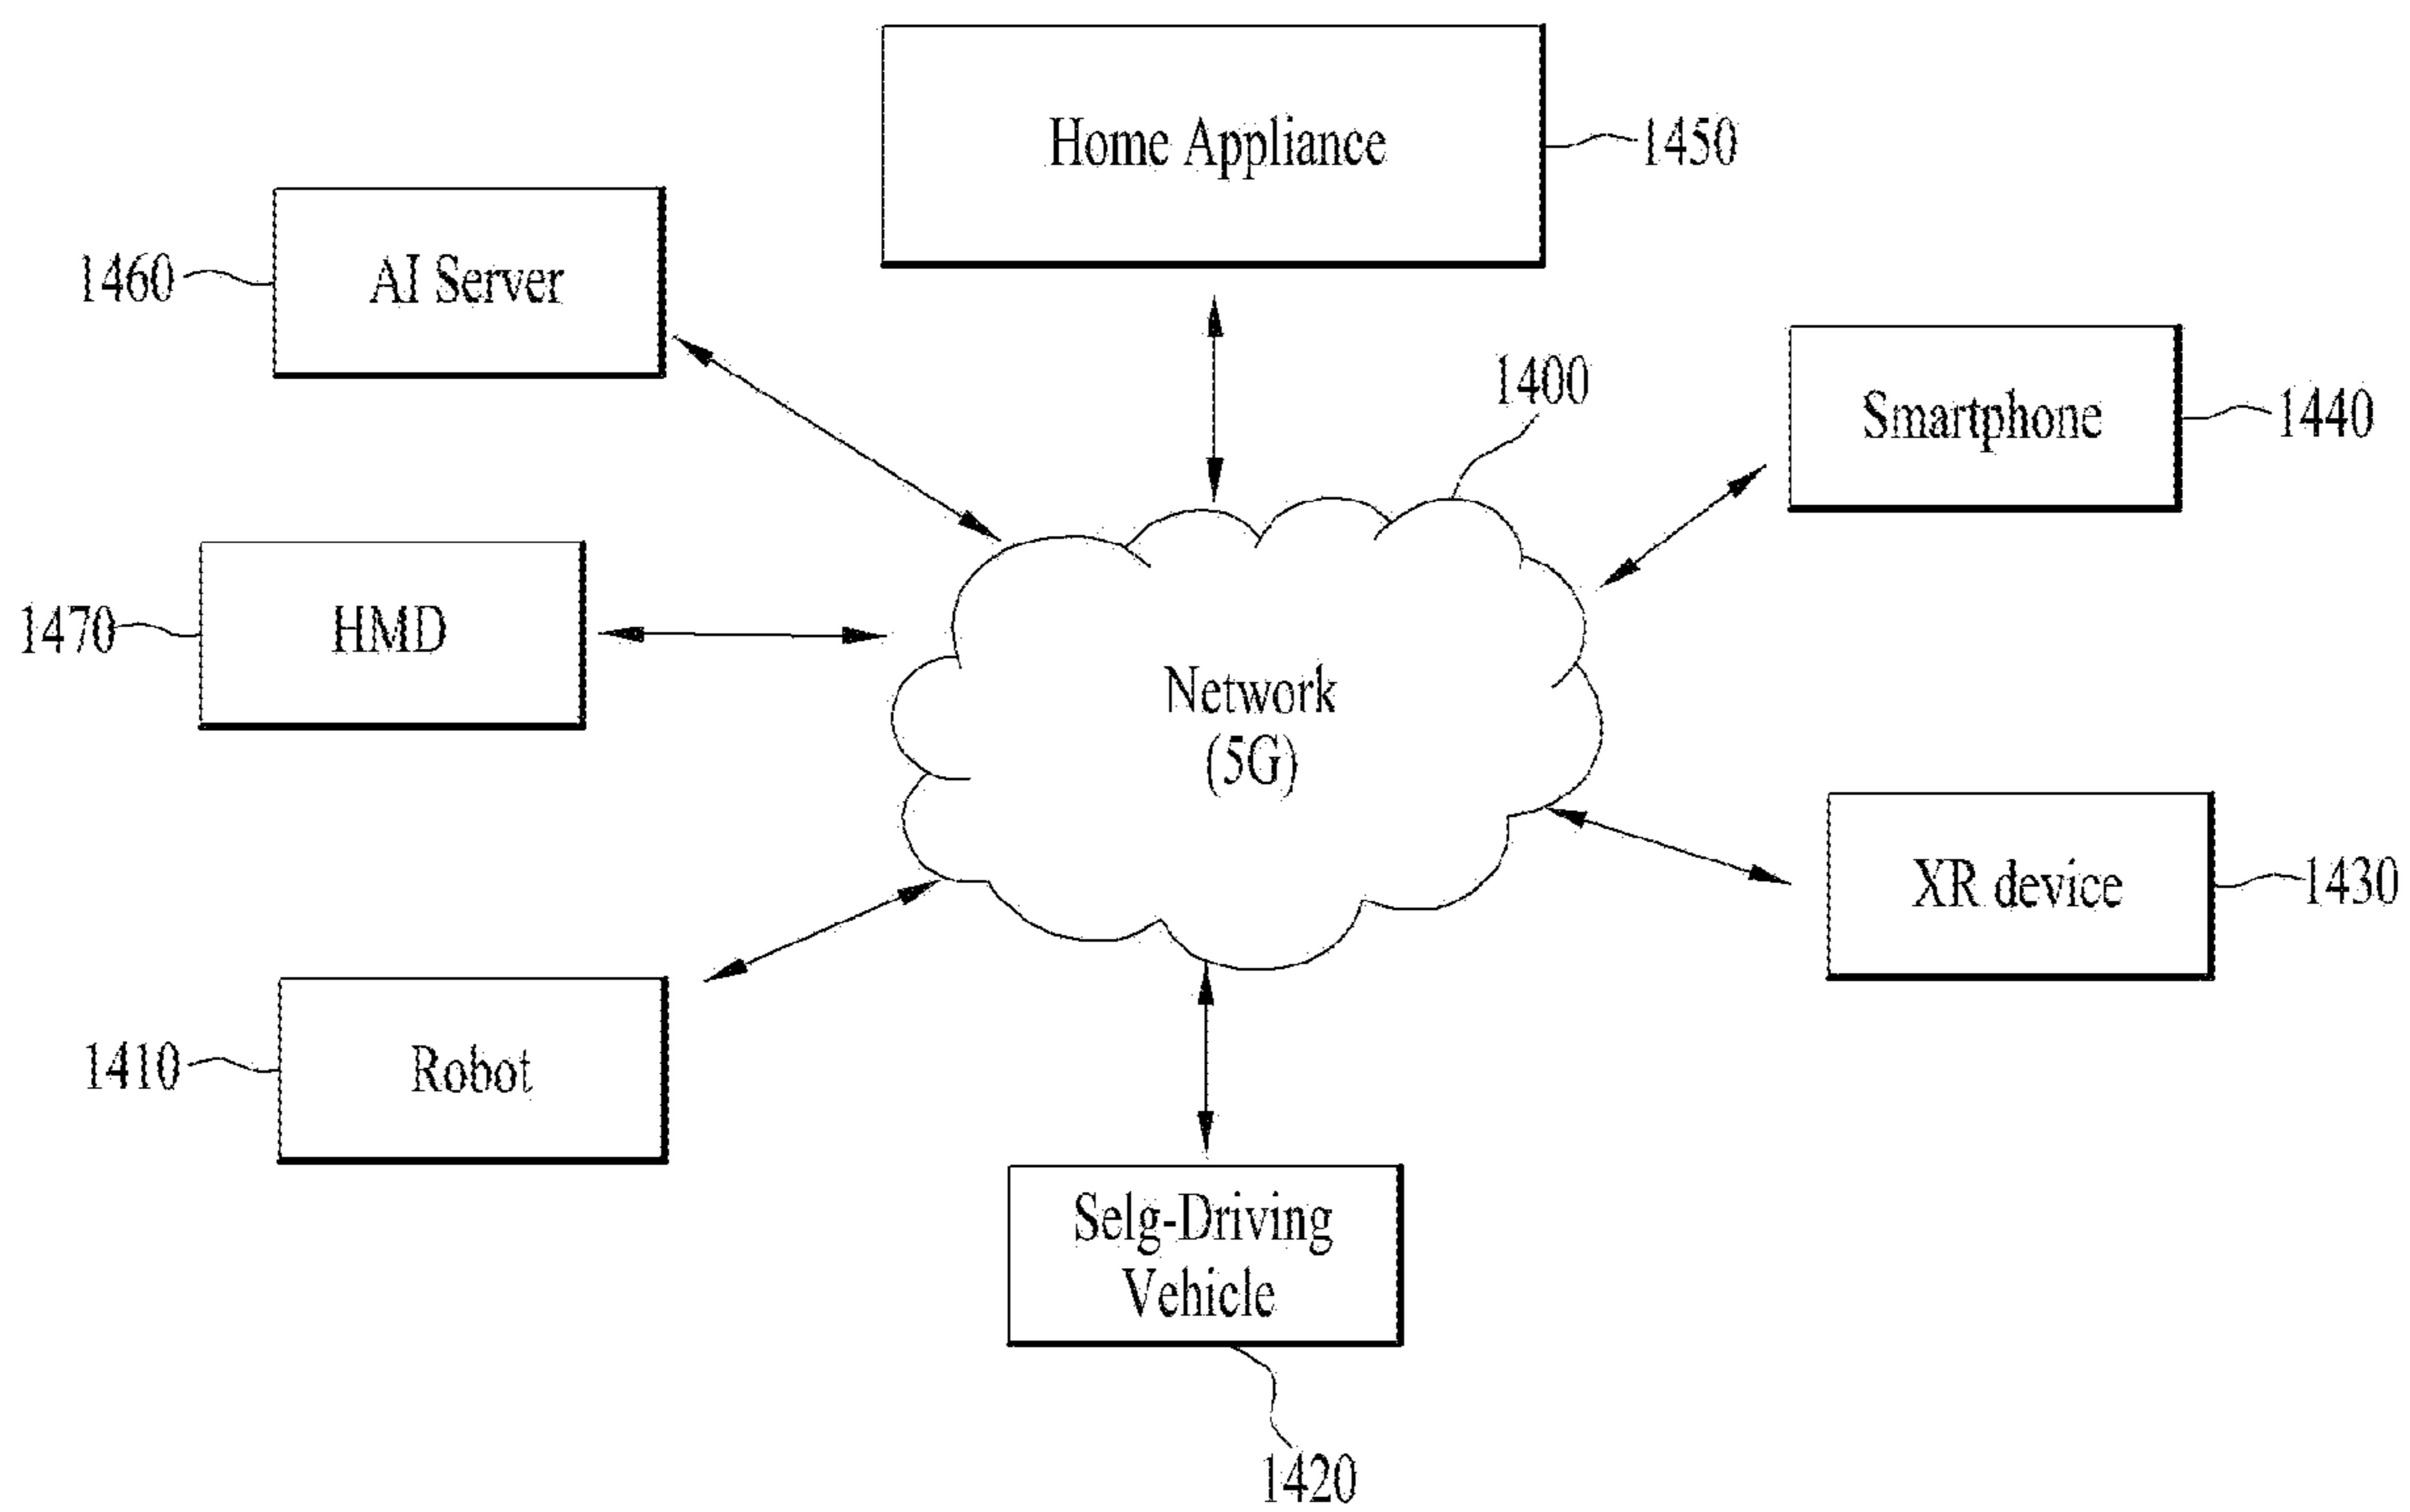 Home Appliance
1450
1460
AI Server
1400
Smartphone
1440
1470
HMD
Network
(5G)
XR device
1430
1410
Robot
Selg-Driving
Vehicle
1420